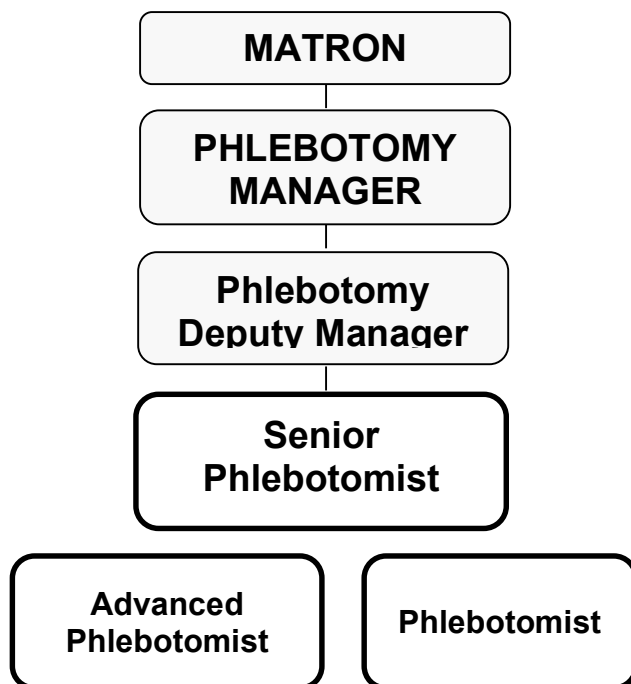 MATRON
PHLEBOTOMY
MANAGER
Phlebotomy
Deputy Manager
Senior
Phlebotomist
Advanced
Phlebotomist
Phlebotomist